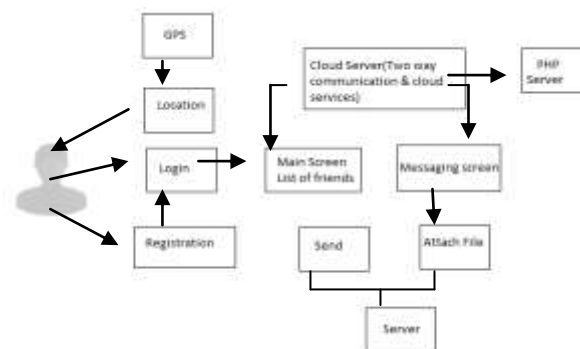 GPS
Cloud Server(Two way
communication & cloud
services)
PHP
Server
Location
Login
Main Screen
List of friends
Messaging screen
Registration
Send
Attach File
Server